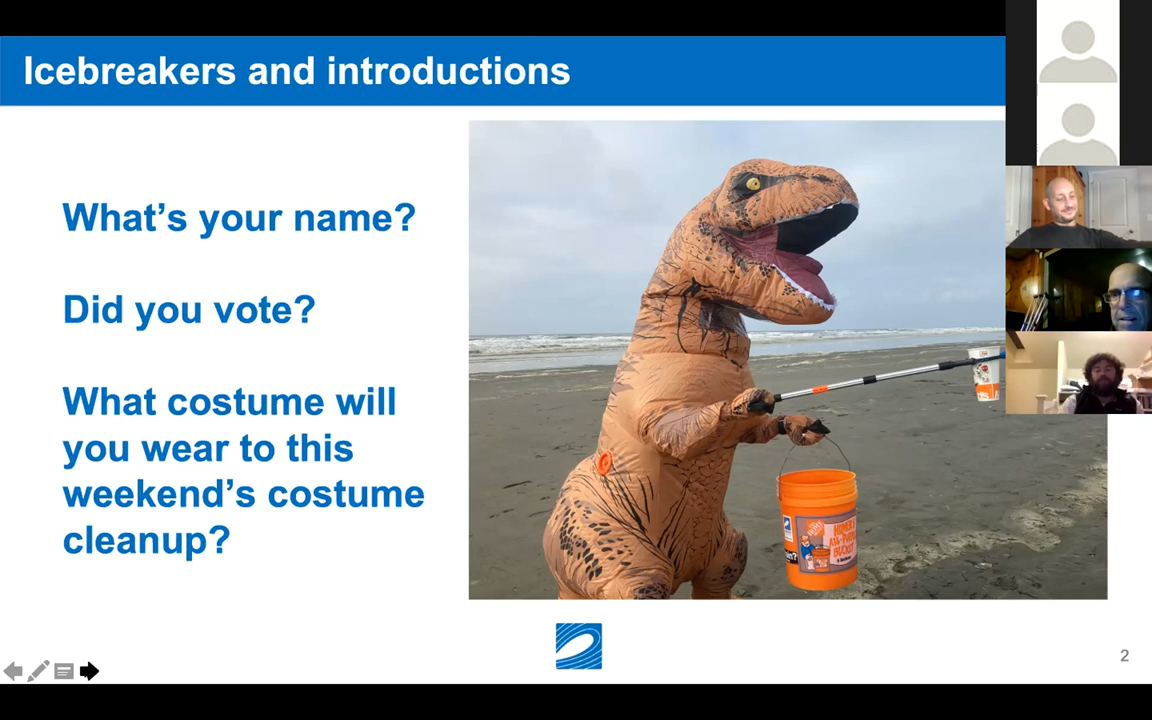 Icebreakers and introductions
What's your name?
Did you vote?
What costume will
you wear to this
weekend's costume
cleanup?
2